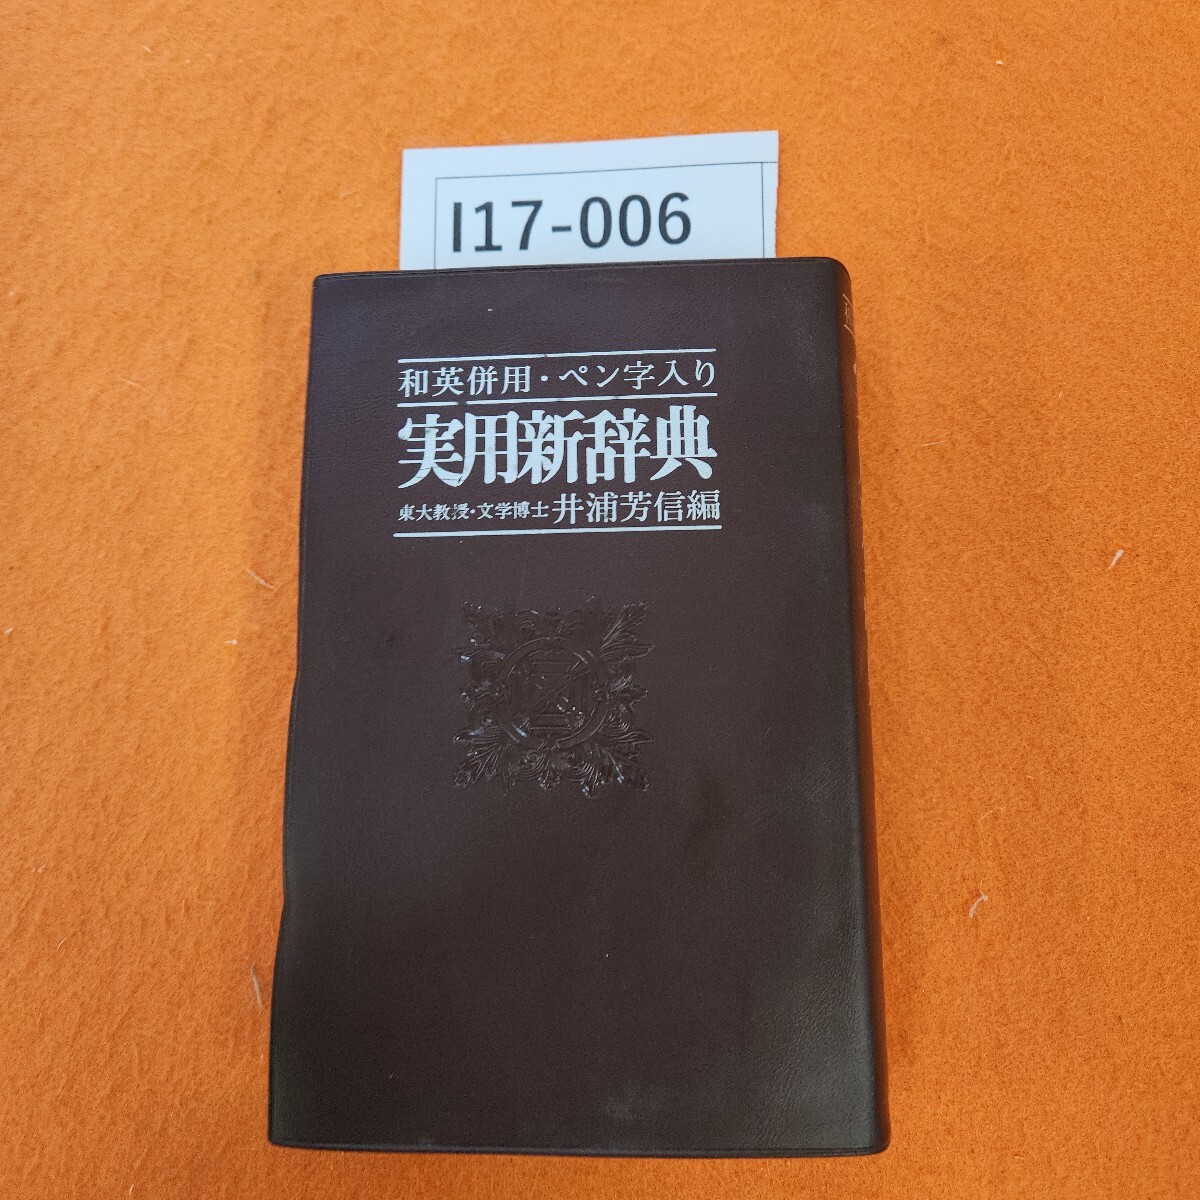 I17-006
和英併用・ペン字入り
実用新辞典
東大教授・文学博士 井浦芳信編